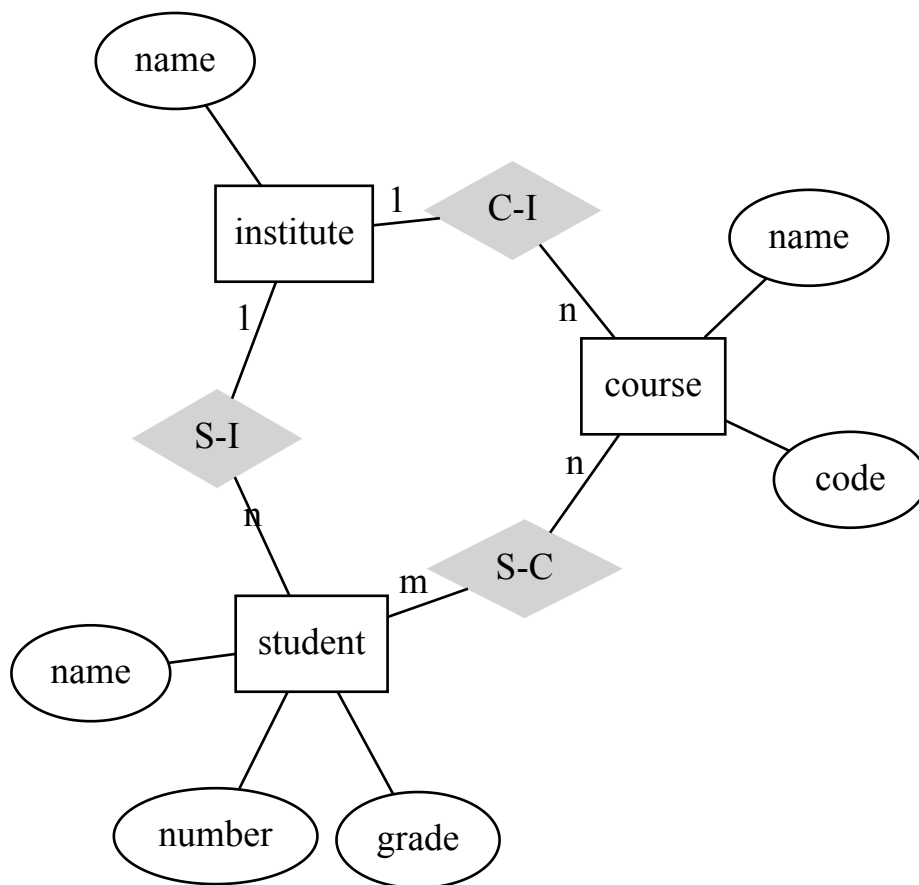 name
1
C-I
institute
name
n
1
course
S-I
n
code
n
S-C
m
student
name
number
grade